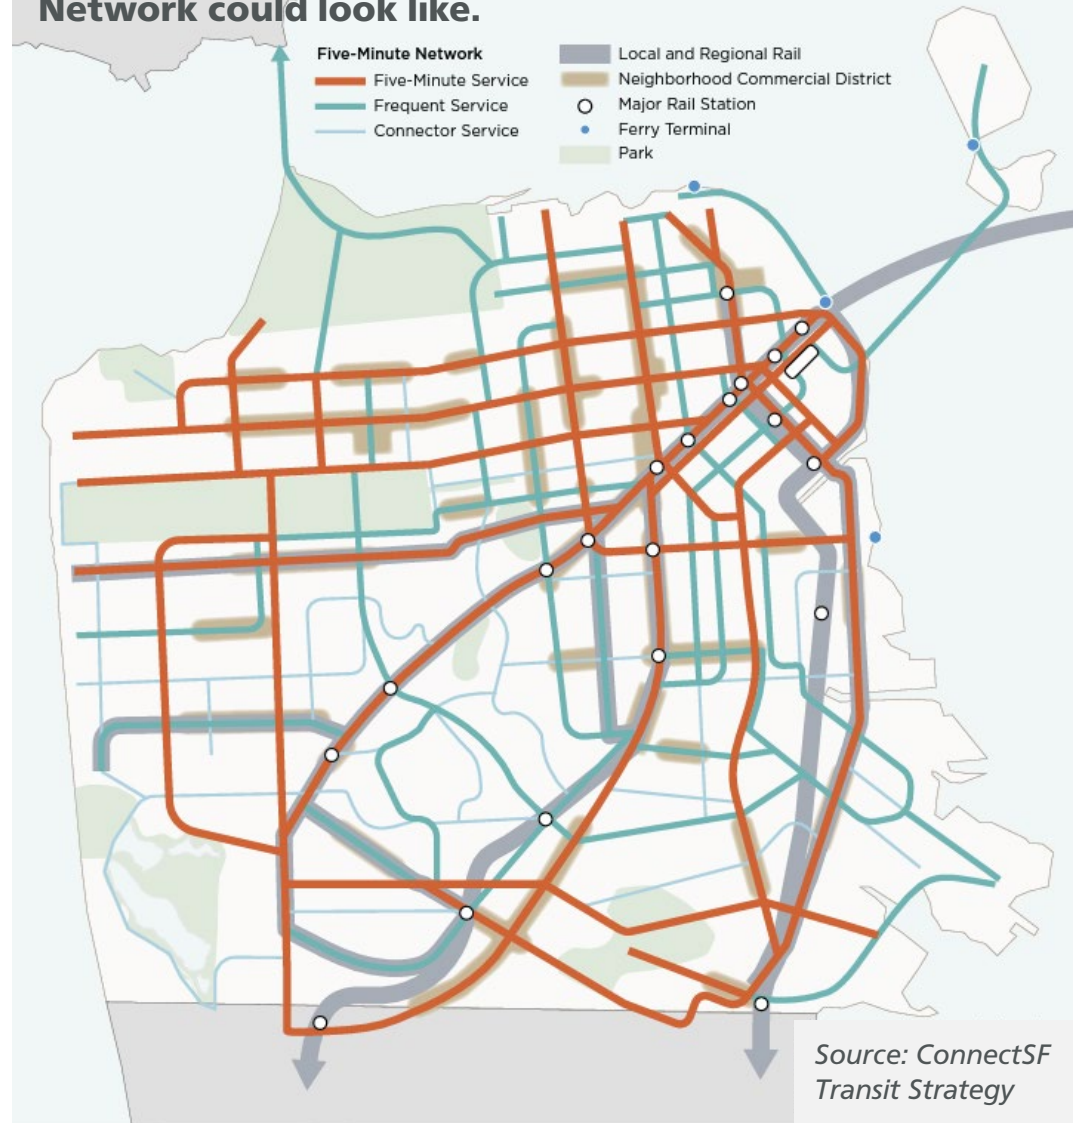 Network could look like.
Five-Minute Network
Five-Minute Service
Frequent Service
Connector Service
Local and Regional Rail
Neighborhood Commercial District
Major Rail Station
Ferry Terminal
Park
Source: ConnectSF
Transit Strategy